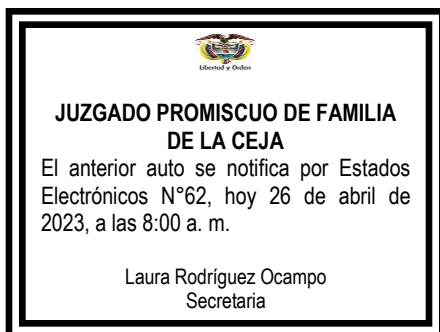 Libertad y Orden
JUZGADO PROMISCUO DE FAMILIA
DE LA CEJA
El anterior auto se notifica por Estados
Electrónicos N°62, hoy 26 de abril de
2023, a las 8:00 a. m.
Laura Rodríguez Ocampo
Secretaria